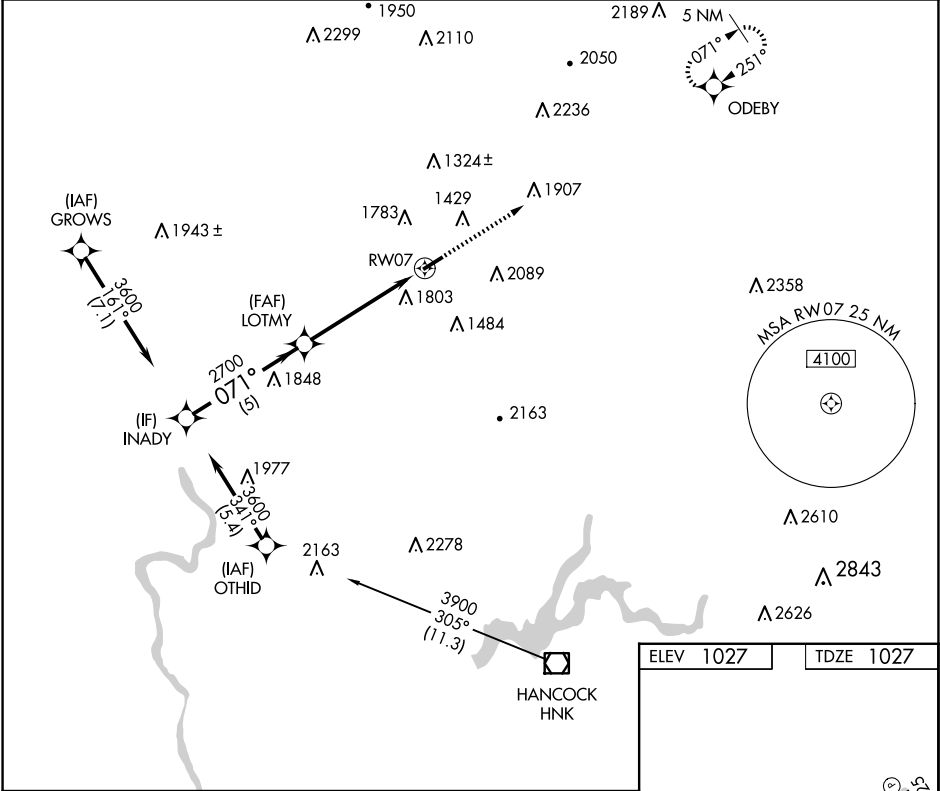 1950
2189
5 NM
2299
2110
071°
251°
2050
ODEBY
2236
1324±
(IAF)
GROWS
1907
1783
1429
1943±
RW07
2089
3600
161°
(7.1)
(FAF)
LOTMY
1803
2358
1484
MSA RW07 25 NM
4100
2700
071°
(5)
1848
(IF)
INADY
2163
1977
3600
341°
(5.4)
2610
(IAF)
OTHID
2163
2278
2843
3900
305°
(11.3)
2626
ELEV 1027
TDZE 1027
HANCOCK
HNK
P
25